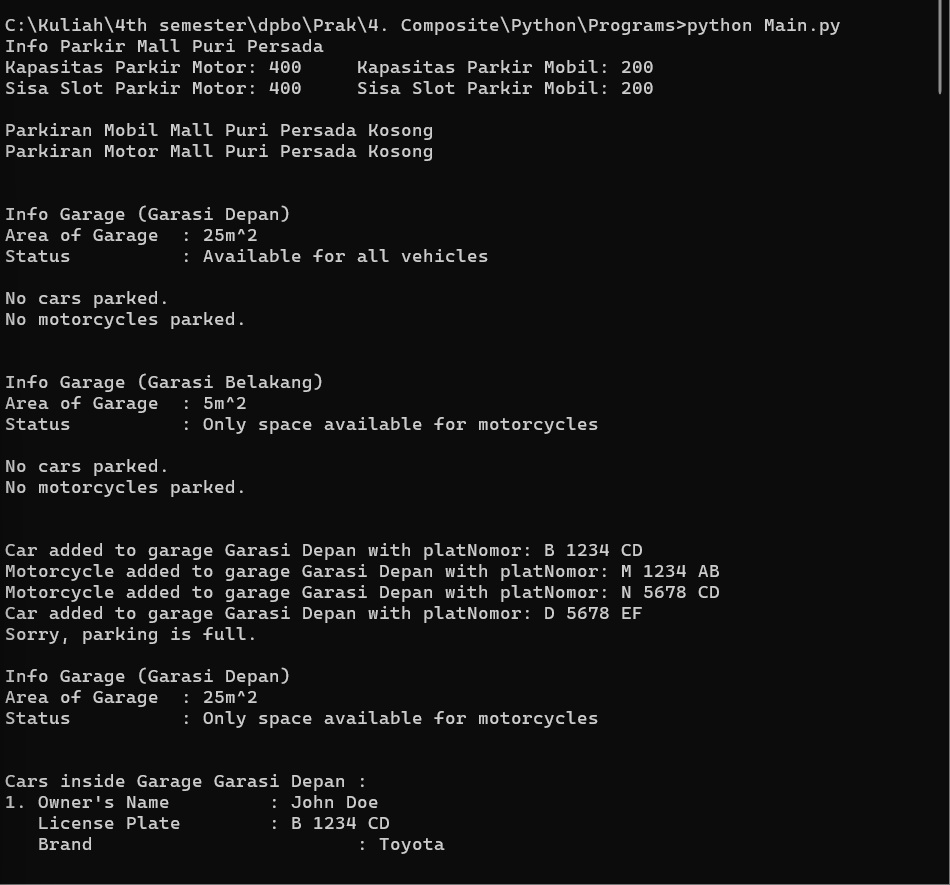 C:\Kuliah\4th semester\dpbo\Prak\4. Composite\Python\Programs>python Main.py
Info Parkir Mall Puri Persada
Kapasitas Parkir Motor: 400     Kapasitas Parkir Mobil: 200
Sisa Slot Parkir Motor: 400     Sisa Slot Parkir Mobil: 200

Parkiran Mobil Mall Puri Persada Kosong
Parkiran Motor Mall Puri Persada Kosong


Info Garage (Garasi Depan)
Area of Garage  : 25m^2
Status          : Available for all vehicles

No cars parked.
No motorcycles parked.


Info Garage (Garasi Belakang)
Area of Garage  : 5m^2
Status          : Only space available for motorcycles

No cars parked.
No motorcycles parked.


Car added to garage Garasi Depan with platNomor: B 1234 CD
Motorcycle added to garage Garasi Depan with platNomor: M 1234 AB
Motorcycle added to garage Garasi Depan with platNomor: N 5678 CD
Car added to garage Garasi Depan with platNomor: D 5678 EF
Sorry, parking is full.

Info Garage (Garasi Depan)
Area of Garage  : 25m^2
Status          : Only space available for motorcycles


Cars inside Garage Garasi Depan :
1. Owner's Name         : John Doe
   License Plate        : B 1234 CD
   Brand                        : Toyota